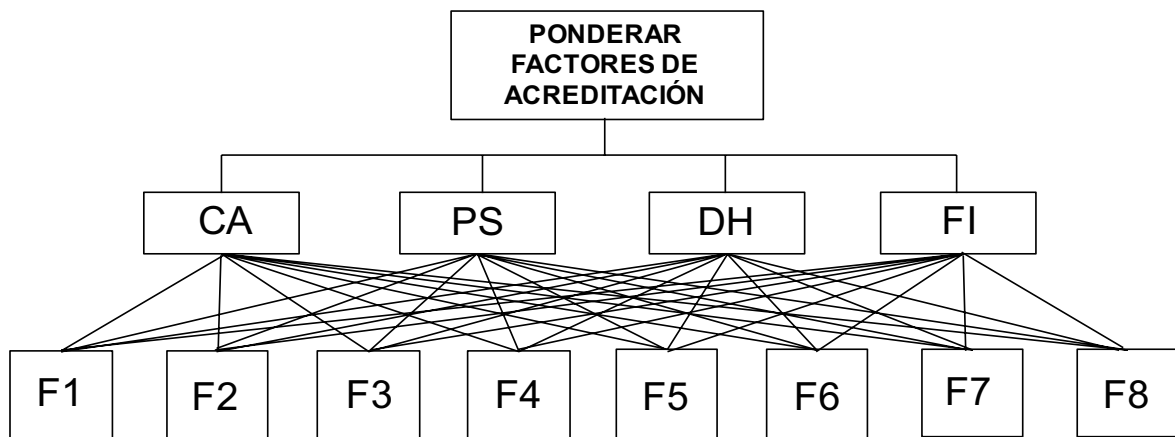 PONDERAR
FACTORES DE
ACREDITACIÓN
CA PS DH FI
F1 F2 F3 F4 F5 F6 F7 F8